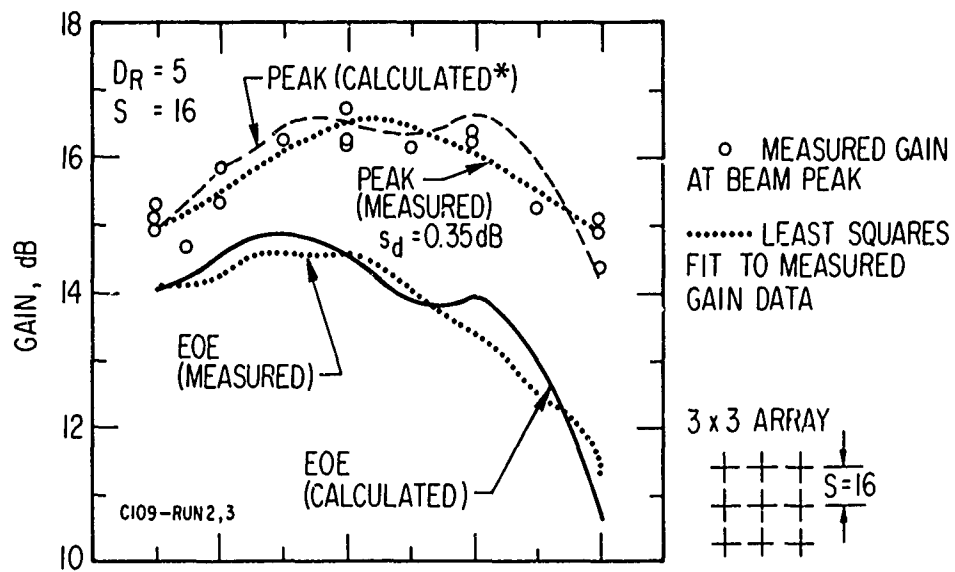 18
16
14
12
10
GAIN, dB
D_R = 5
S = 16
PEAK (CALCULATED*)
PEAK
(MEASURED)
s_d = 0.35 dB
EOE
(MEASURED)
EOE
(CALCULATED)
C109-RUN 2,3
o MEASURED GAIN
AT BEAM PEAK
........ LEAST SQUARES
FIT TO MEASURED
GAIN DATA
3 x 3 ARRAY
S=16